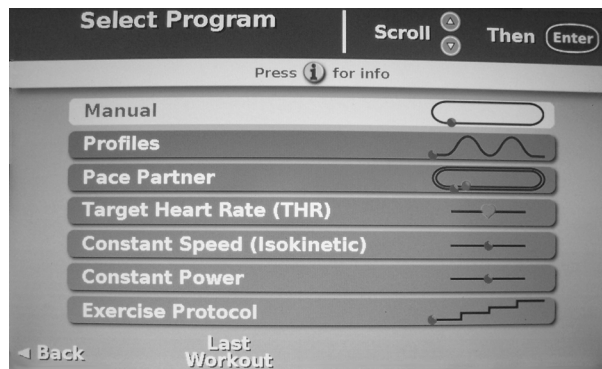 Select Program
Scroll Then Enter
Press i for info
Manual
Profiles
Pace Partner
Target Heart Rate (THR)
Constant Speed (Isokinetic)
Constant Power
Exercise Protocol
Back
Last
Workout